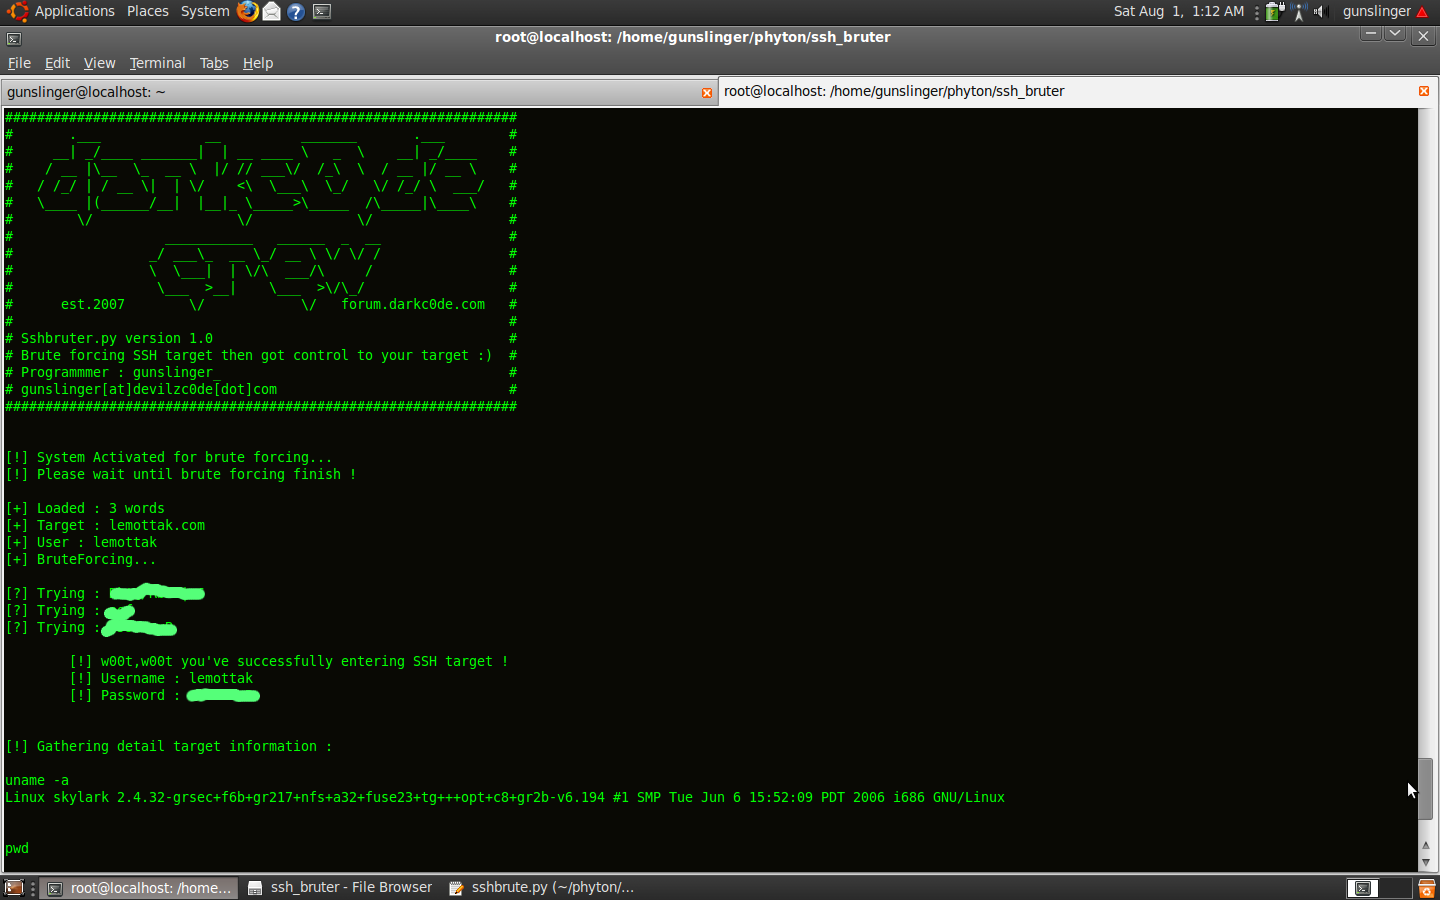 Applications Places System Sat Aug 1, 1:12 AM gunslinger
root@localhost: /home/gunslinger/phyton/ssh_bruter
File Edit View Terminal Tabs Help
gunslinger@localhost: ~ root@localhost: /home/gunslinger/phyton/ssh_bruter
################################################################
darkc0de
crew
# est.2007 \/ \/ forum.darkc0de.com #
# #
# Sshbruter.py version 1.0 #
# Brute forcing SSH target then got control to your target :) #
# Programmmer : gunslinger_ #
# gunslinger[at]devilzc0de[dot]com #
################################################################
[!] System Activated for brute forcing...
[!] Please wait until brute forcing finish !
[+] Loaded : 3 words
[+] Target : lemottak.com
[+] User : lemottak
[+] BruteForcing...
[?] Trying :
[?] Trying :
[?] Trying :
[!] w00t,w00t you've successfully entering SSH target !
[!] Username : lemottak
[!] Password :
[!] Gathering detail target information :
uname -a
Linux skylark 2.4.32-grsec+f6b+gr217+nfs+a32+fuse23+tg+++opt+c8+gr2b-v6.194 #1 SMP Tue Jun 6 15:52:09 PDT 2006 i686 GNU/Linux
pwd
root@localhost: /home... ssh_bruter - File Browser sshbrute.py (~/phyton/...